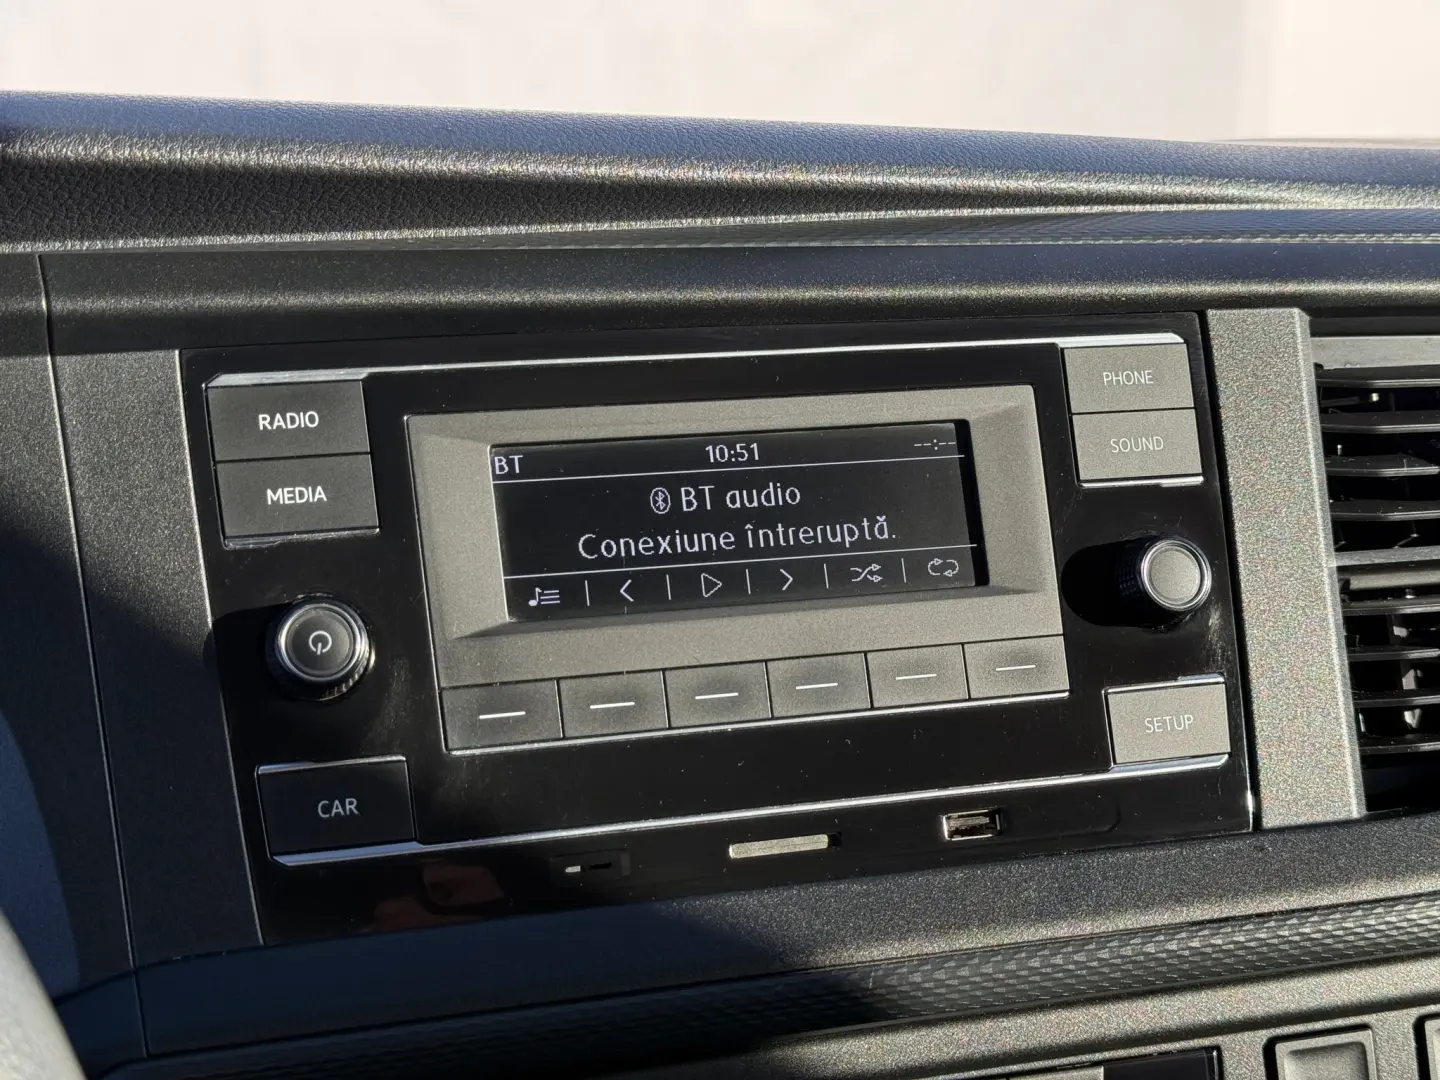 RADIO
MEDIA
BT 10:51 --:--
BT audio
Conexiune întreruptă.
PHONE
SOUND
SETUP
CAR